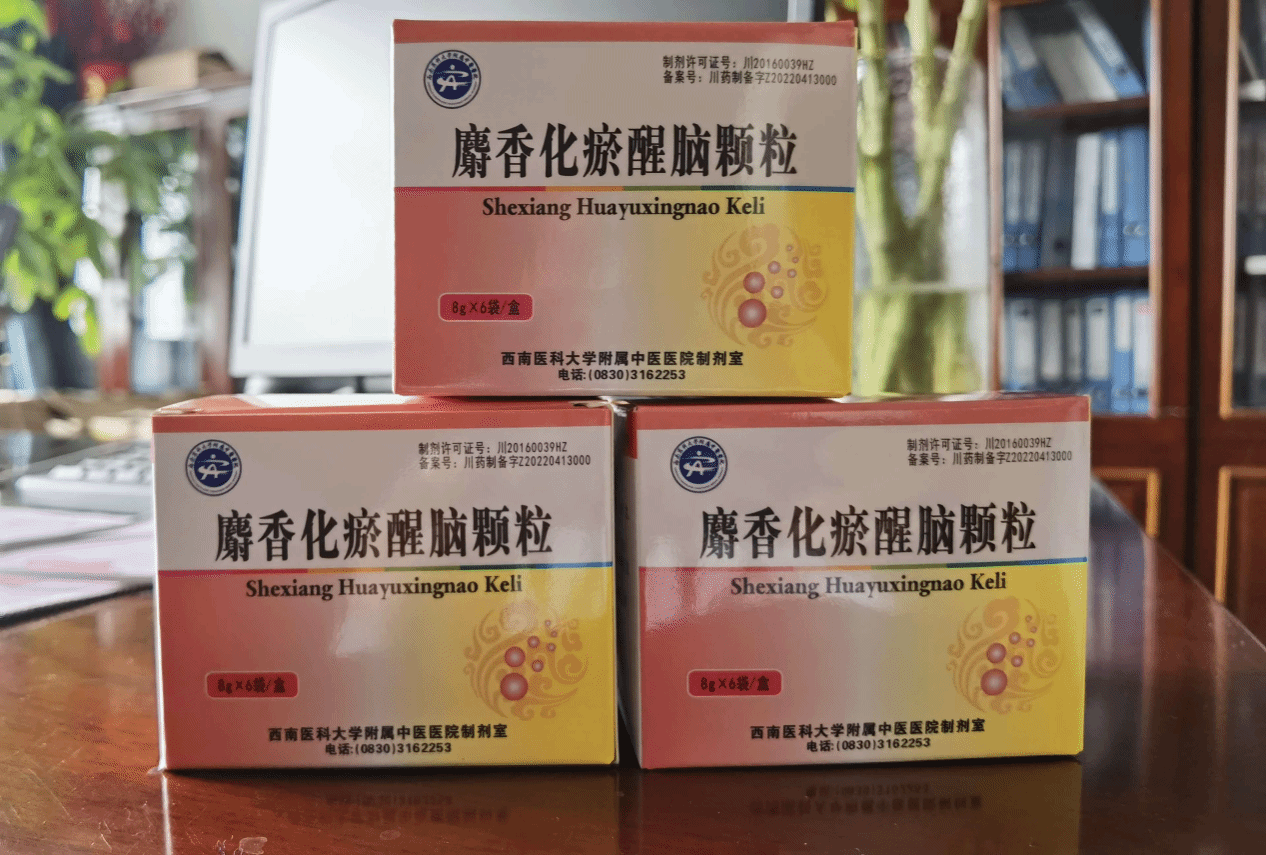 制剂许可证号：川20160039HZ
备案号：川药制备字Z20220413000
麝香化瘀醒脑颗粒
Shexiang Huayuxingnao Keli
8g×6袋/盒
西南医科大学附属中医医院制剂室
电话:(0830)3162253
制剂许可证号：川20160039HZ
备案号：川药制备字Z20220413000
麝香化瘀醒脑颗粒
Shexiang Huayuxingnao Keli
8g×6袋/盒
西南医科大学附属中医医院制剂室
电话:(0830)3162253
制剂许可证号：川20160039HZ
备案号：川药制备字Z20220413000
麝香化瘀醒脑颗粒
Shexiang Huayuxingnao Keli
8g×6袋/盒
西南医科大学附属中医医院制剂室
电话:(0830)3162253